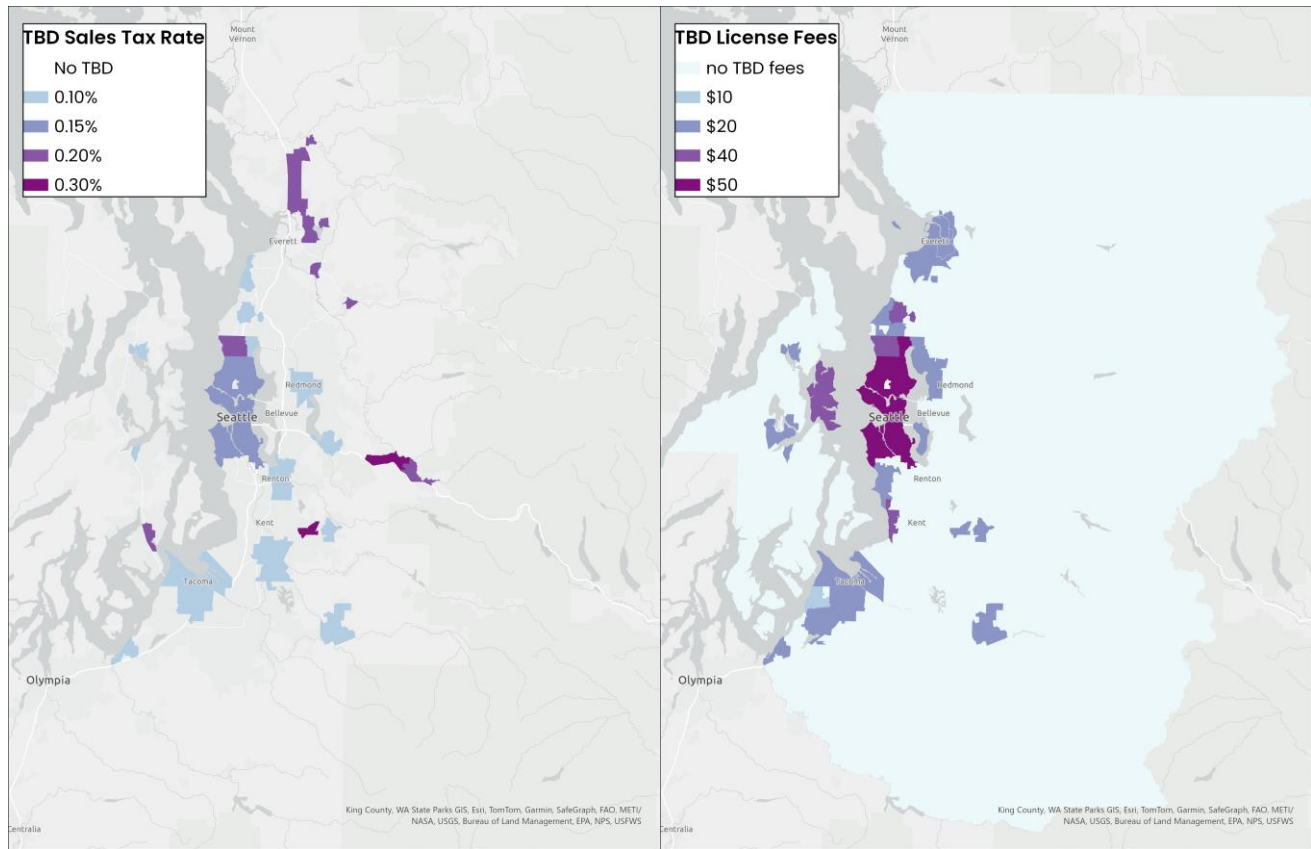 TBD Sales Tax Rate
No TBD
0.10%
0.15%
0.20%
0.30%
Mount
Vernon
Everett
Redmond
Seattle
Bellevue
Renton
Kent
Tacoma
Olympia
King County, WA State Parks GIS, Esri, TomTom, Garmin, SafeGraph, FAO, METI/
NASA, USGS, Bureau of Land Management, EPA, NPS, USFWS
Centralia
TBD License Fees
no TBD fees
$10
$20
$40
$50
Mount
Vernon
Everett
Redmond
Seattle
Bellevue
Renton
Kent
Tacoma
Olympia
King County, WA State Parks GIS, Esri, TomTom, Garmin, SafeGraph, FAO, METI/
NASA, USGS, Bureau of Land Management, EPA, NPS, USFWS
Centralia